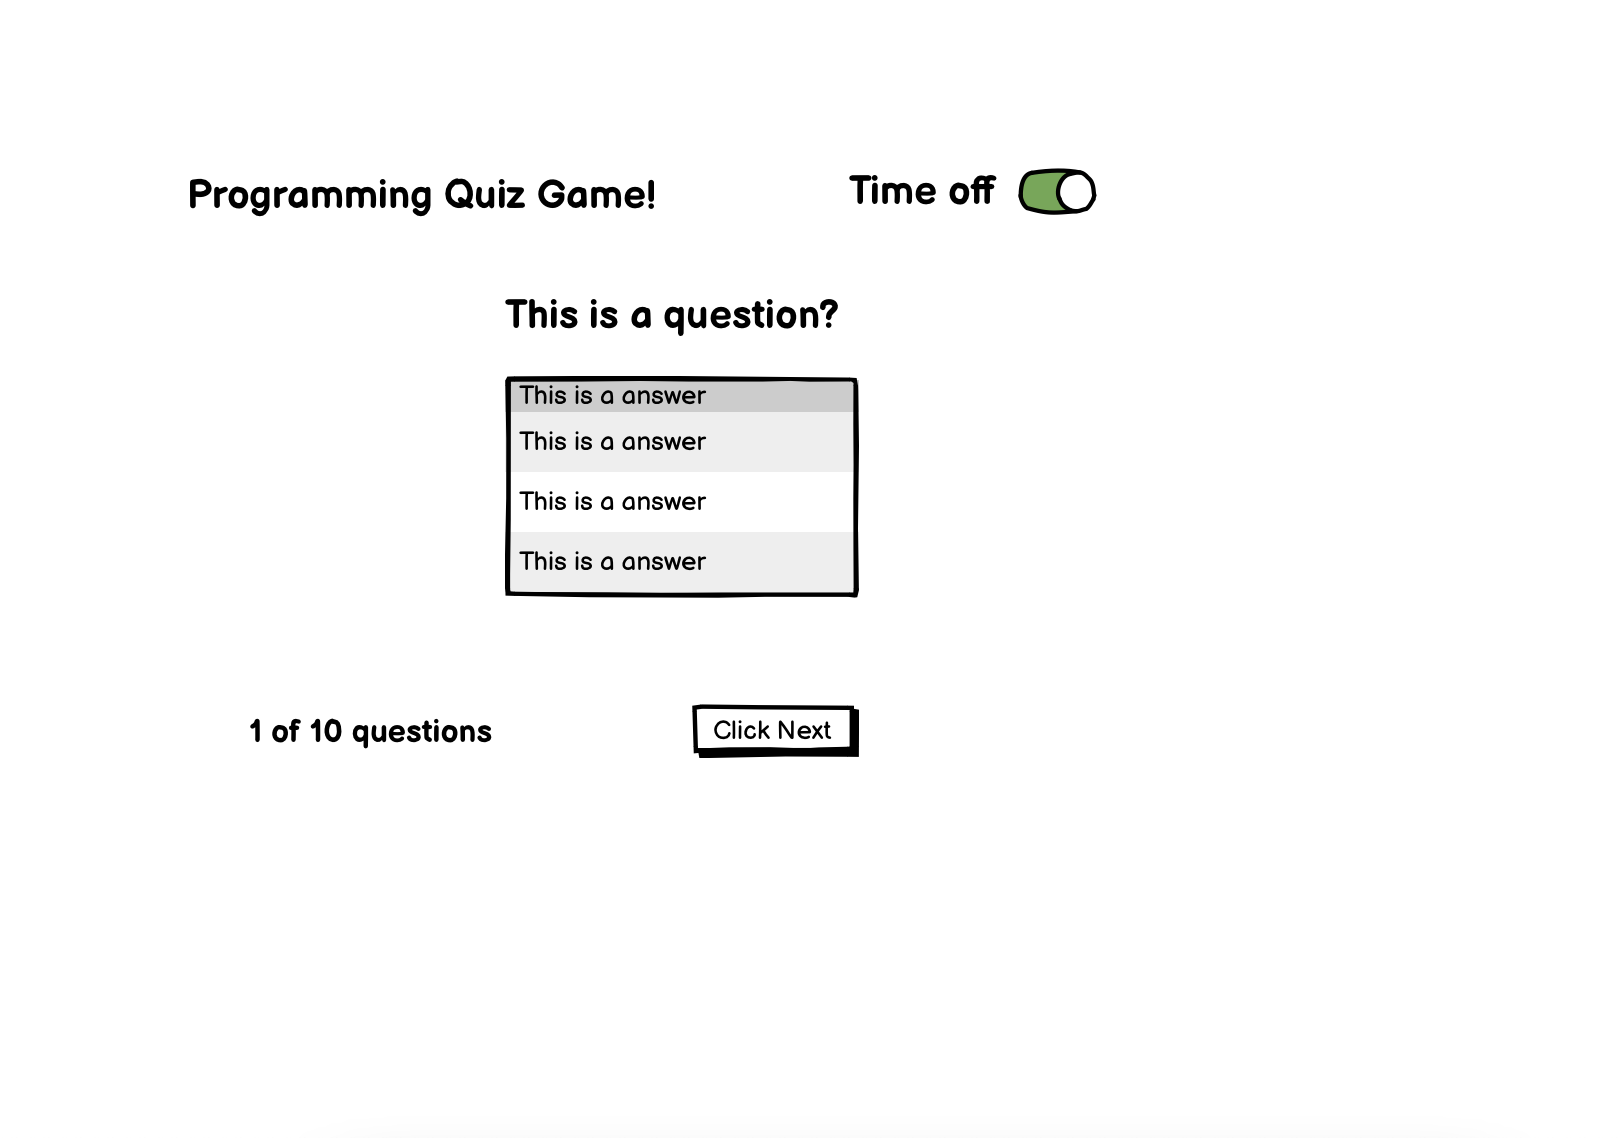 Programming Quiz Game!
Time off
This is a question?
This is a answer
This is a answer
This is a answer
This is a answer
1 of 10 questions
Click Next